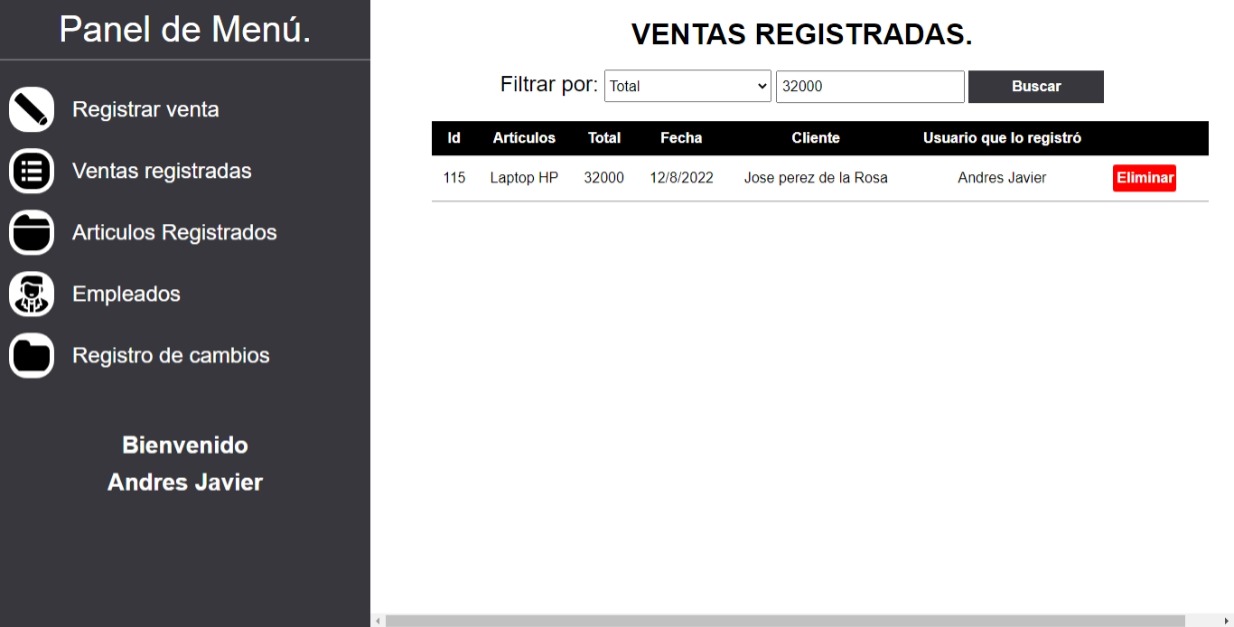 Panel de Menú.
Registrar venta
Ventas registradas
Articulos Registrados
Empleados
Registro de cambios
Bienvenido
Andres Javier
VENTAS REGISTRADAS.
Filtrar por: Total 32000 Buscar
Id Artículos Total Fecha Cliente Usuario que lo registró
115 Laptop HP 32000 12/8/2022 Jose perez de la Rosa Andres Javier Eliminar